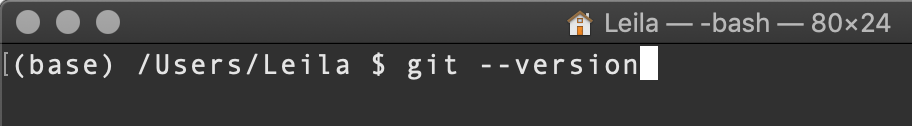 Leila — -bash — 80×24
[(base) /Users/Leila $ git --version